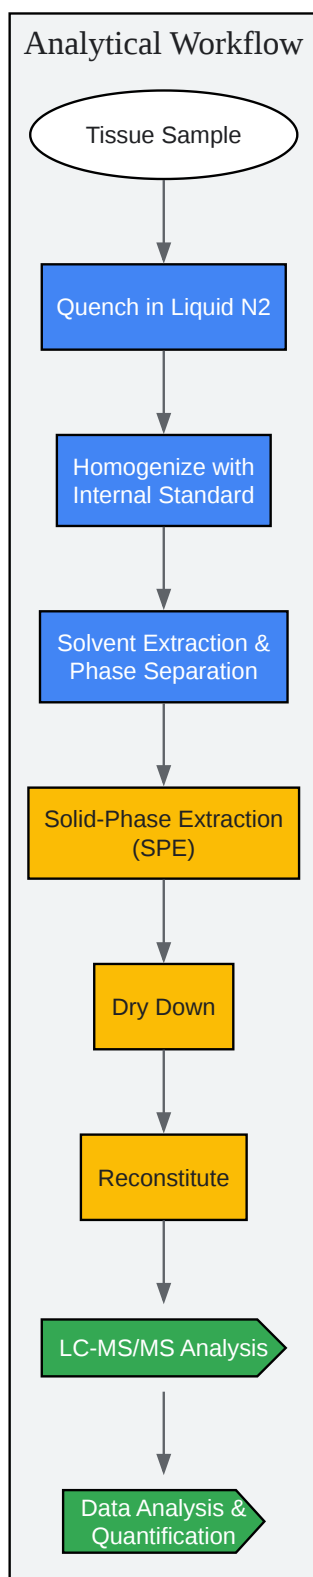 Analytical Workflow
Tissue Sample
Quench in Liquid N2
Homogenize with
Internal Standard
Solvent Extraction &
Phase Separation
Solid-Phase Extraction
(SPE)
Dry Down
Reconstitute
LC-MS/MS Analysis
Data Analysis &
Quantification